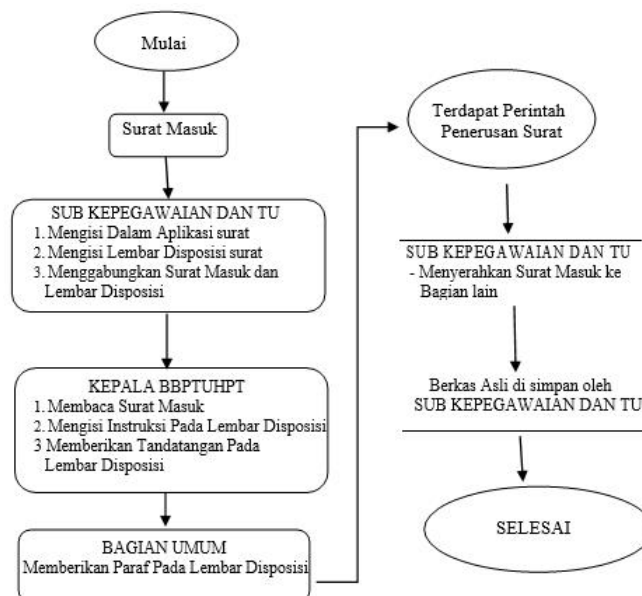 Mulai
Surat Masuk
SUB KEPEGAWAIAN DAN TU
1. Mengisi Dalam Aplikasi surat
2. Mengisi Lembar Disposisi surat
3. Menggabungkan Surat Masuk dan
Lembar Disposisi
KEPALA BBPTUHPT
1. Membaca Surat Masuk
2. Mengisi Instruksi Pada Lembar Disposisi
3 Memberikan Tandatangan Pada
Lembar Disposisi
BAGIAN UMUM
Memberikan Paraf Pada Lembar Disposisi
Terdapat Perintah
Penerusan Surat
SUB KEPEGAWAIAN DAN TU
- Menyerahkan Surat Masuk ke
Bagian lain
Berkas Asli di simpan oleh
SUB KEPEGAWAIAN DAN TU
SELESAI